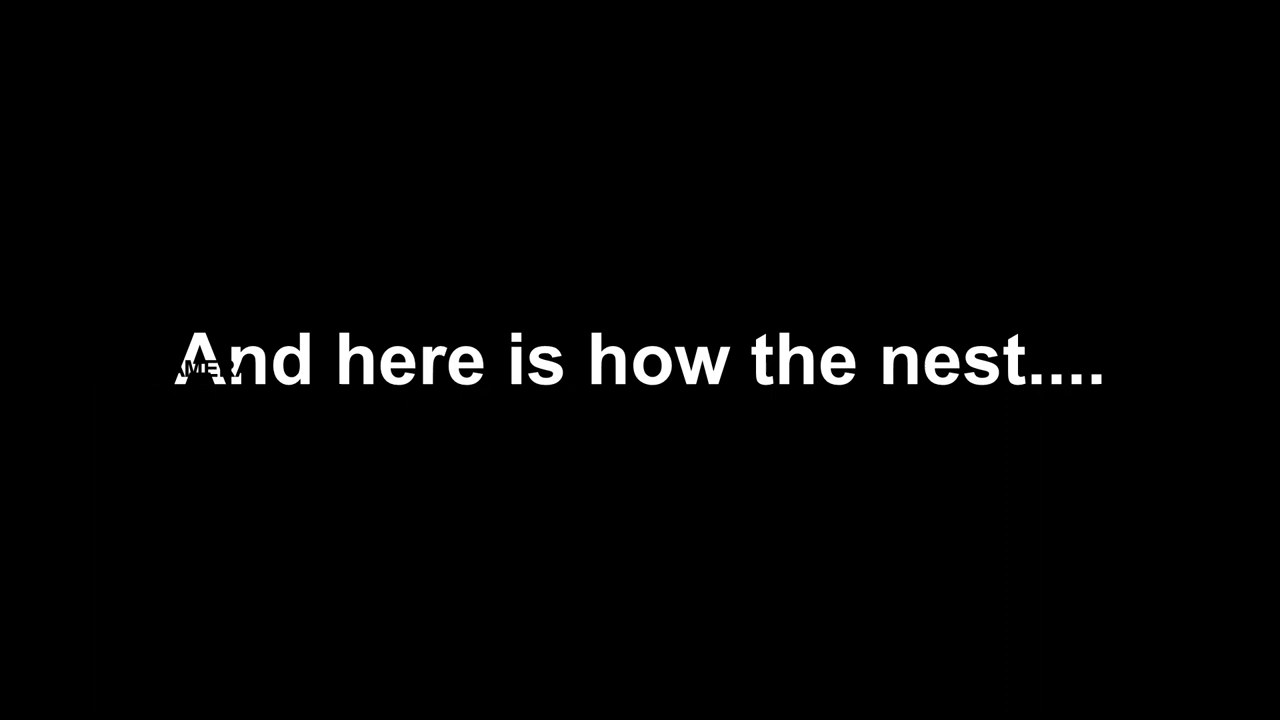 And here is how the nest....